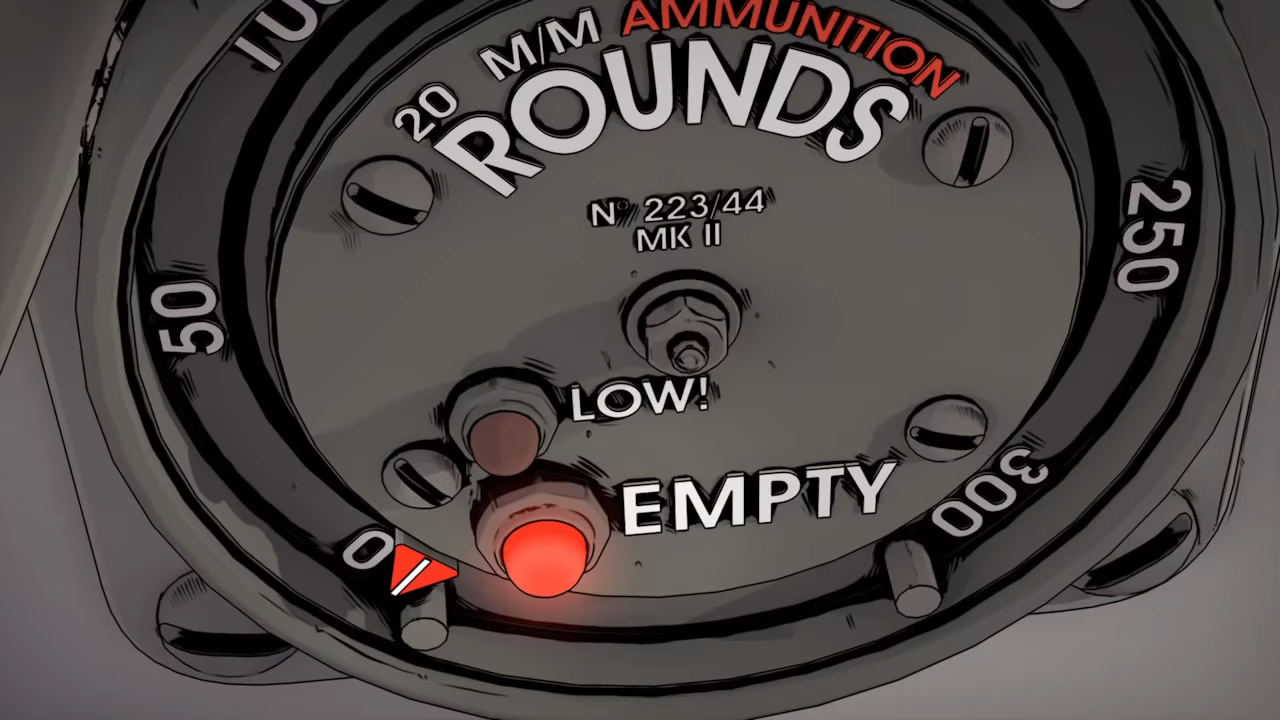 AMMUNITION
20 M/M
ROUNDS
Nº 223/44
MK II
50
250
LOW!
EMPTY
0
300